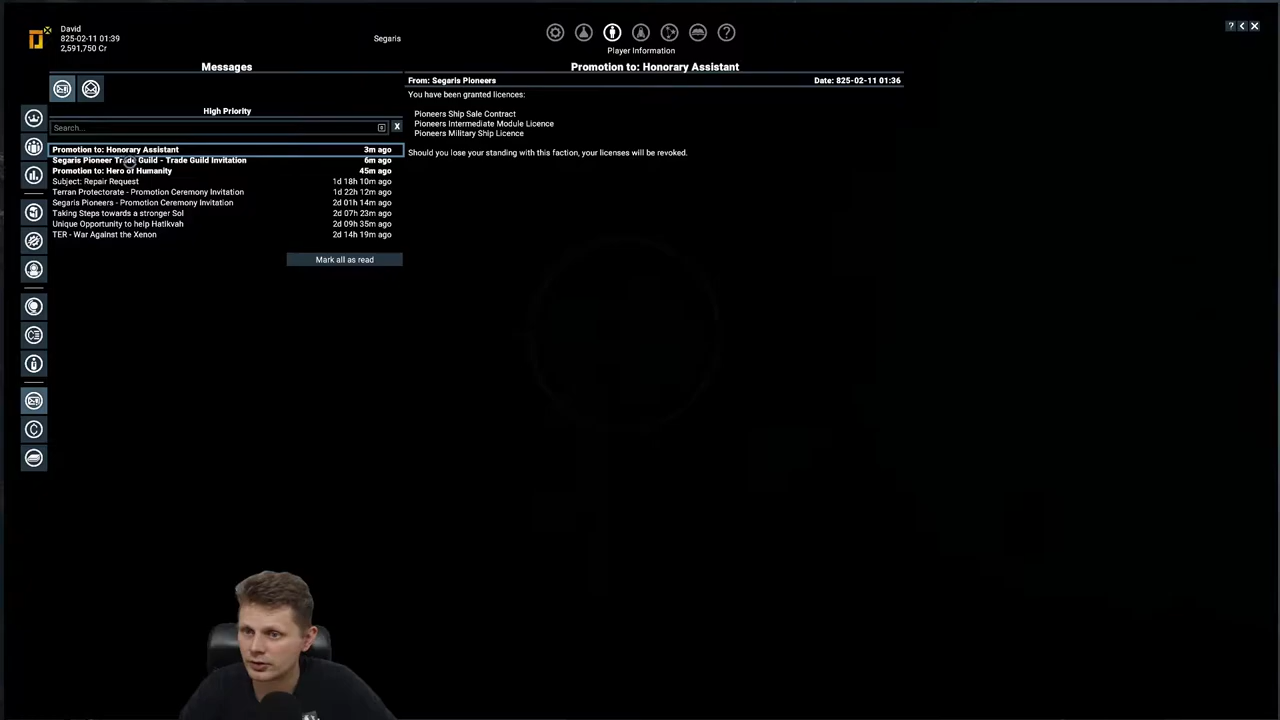 David
825-02-11 01:39
2,591,750 Cr
Segaris
Player Information
Messages
High Priority
Search...
X
Promotion to: Honorary Assistant 3m ago
Segaris Pioneer Trade Guild - Trade Guild Invitation 6m ago
Promotion to: Hero of Humanity 45m ago
Subject: Repair Request 1d 18h 10m ago
Terran Protectorate - Promotion Ceremony Invitation 1d 22h 12m ago
Segaris Pioneers - Promotion Ceremony Invitation 2d 01h 14m ago
Taking Steps towards a stronger Sol 2d 07h 23m ago
Unique Opportunity to help Hatikvah 2d 09h 35m ago
TER - War Against the Xenon 2d 14h 19m ago
Mark all as read
Promotion to: Honorary Assistant
From: Segaris Pioneers Date: 825-02-11 01:36
You have been granted licences:
Pioneers Ship Sale Contract
Pioneers Intermediate Module Licence
Pioneers Military Ship Licence
Should you lose your standing with this faction, your licenses will be revoked.